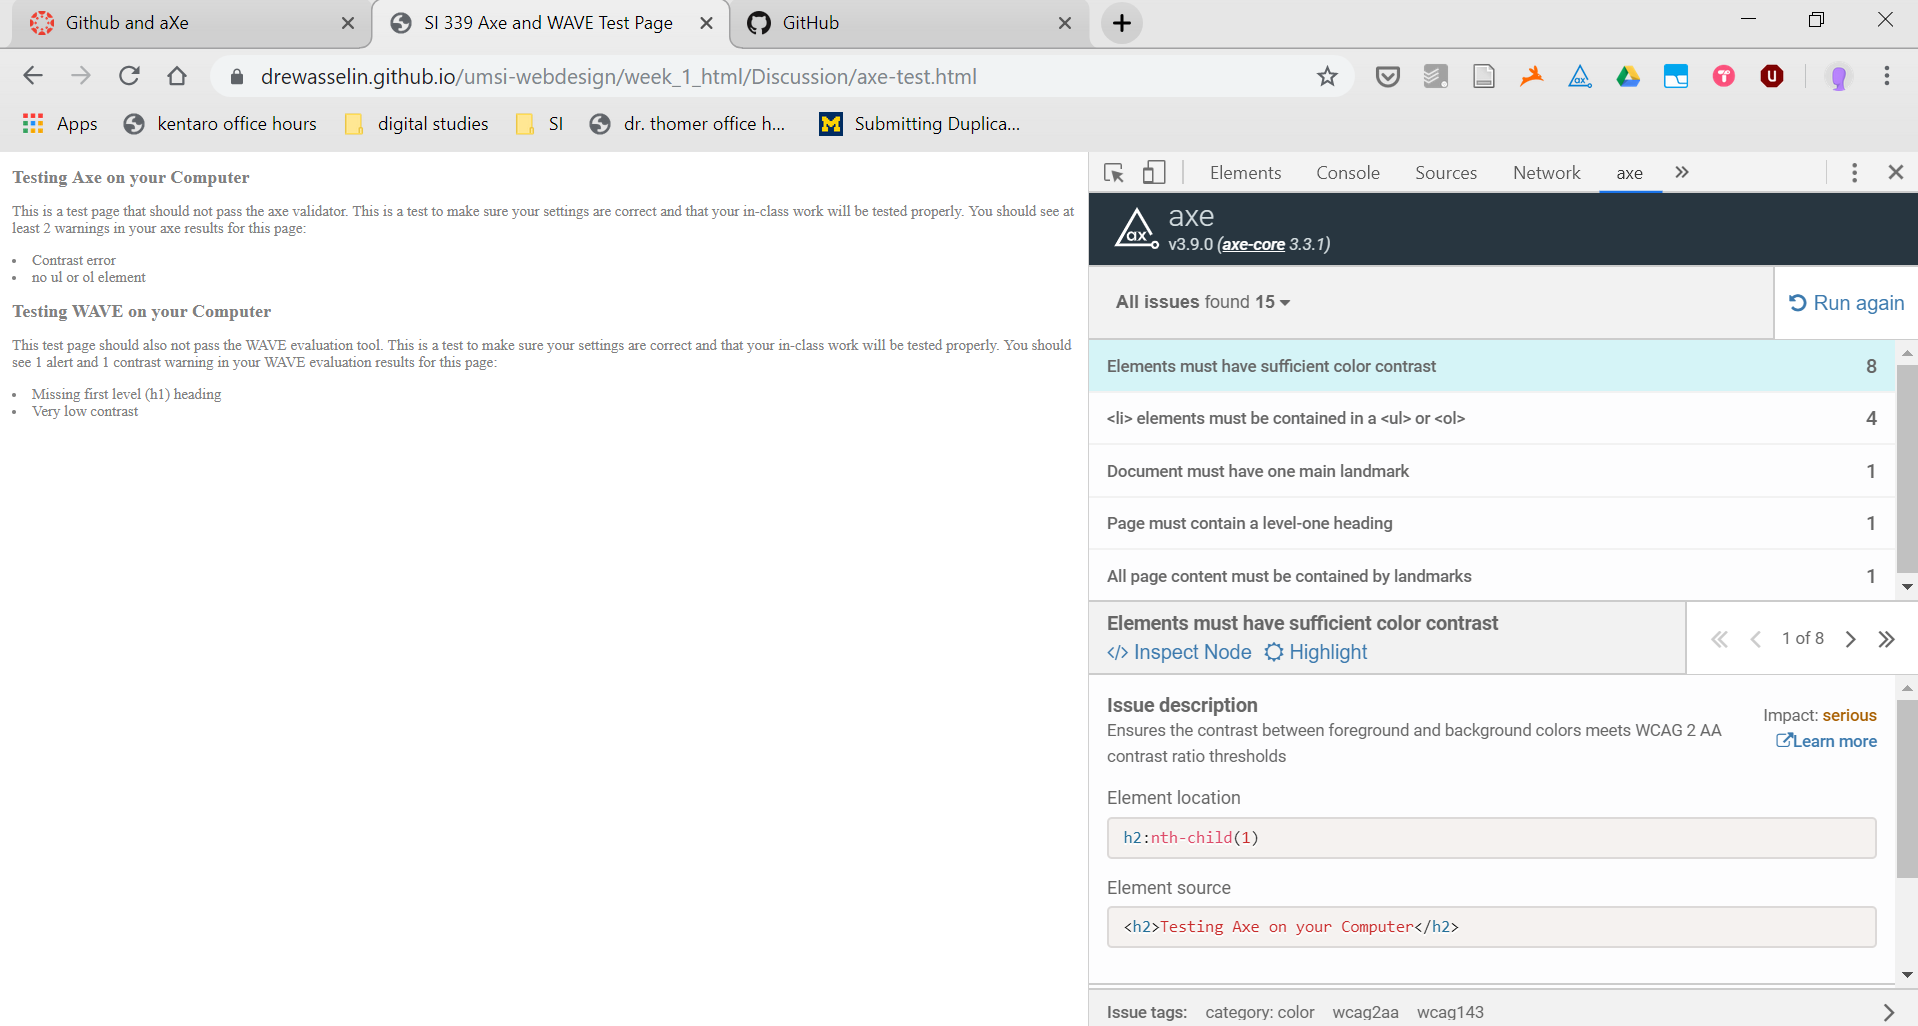 Github and aXe
SI 339 Axe and WAVE Test Page
GitHub
drewasselin.github.io/umsi-webdesign/week_1_html/Discussion/axe-test.html
Apps
kentaro office hours
digital studies
SI
dr. thomer office h...
Submitting Duplica...
Testing Axe on your Computer
This is a test page that should not pass the axe validator. This is a test to make sure your settings are correct and that your in-class work will be tested properly. You should see at
least 2 warnings in your axe results for this page:
• Contrast error
• no ul or ol element
Testing WAVE on your Computer
This test page should also not pass the WAVE evaluation tool. This is a test to make sure your settings are correct and that your in-class work will be tested properly. You should
see 1 alert and 1 contrast warning in your WAVE evaluation results for this page:
• Missing first level (h1) heading
• Very low contrast
Elements Console Sources Network axe »
ax
axe
v3.9.0 (axe-core 3.3.1)
All issues found 15
Run again
Elements must have sufficient color contrast 8
<li> elements must be contained in a <ul> or <ol> 4
Document must have one main landmark 1
Page must contain a level-one heading 1
All page content must be contained by landmarks 1
Elements must have sufficient color contrast
</> Inspect Node Highlight
1 of 8
Issue description
Ensures the contrast between foreground and background colors meets WCAG 2 AA
contrast ratio thresholds
Impact: serious
Learn more
Element location
h2:nth-child(1)
Element source
<h2>Testing Axe on your Computer</h2>
Issue tags: category: color wcag2aa wcag143